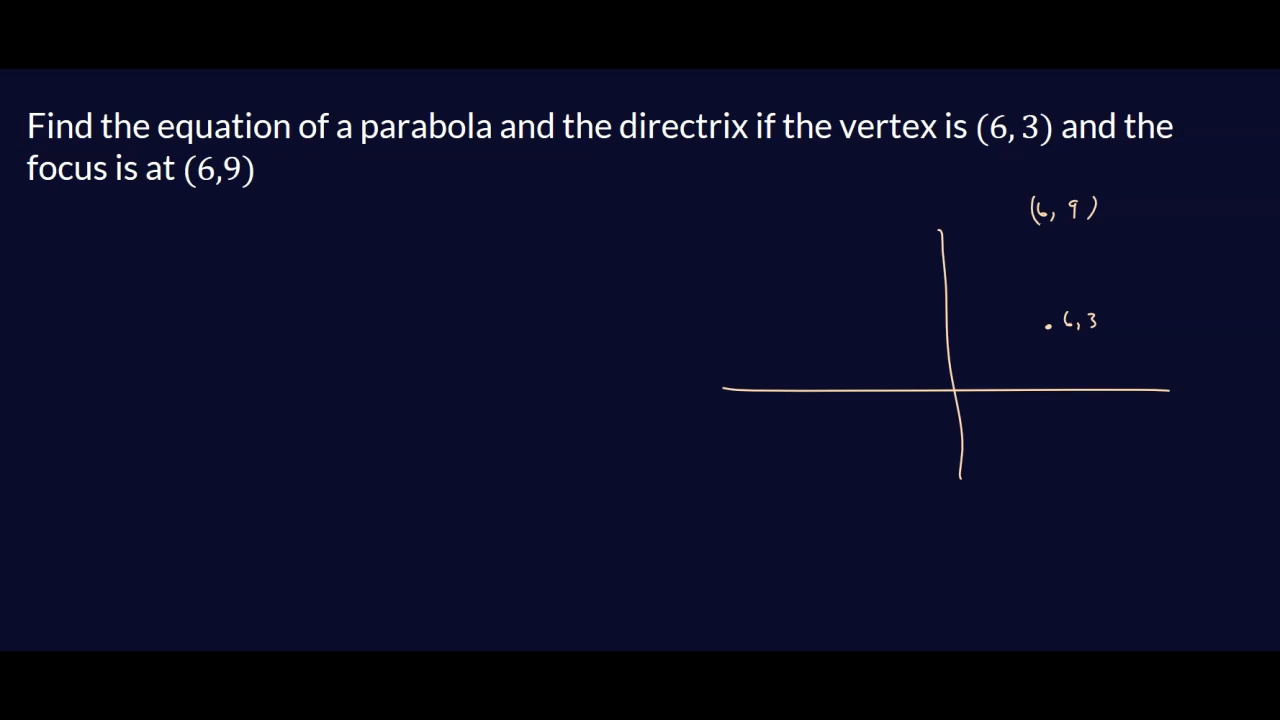 Find the equation of a parabola and the directrix if the vertex is (6, 3) and the
focus is at (6,9)
(6, 9)
6, 3